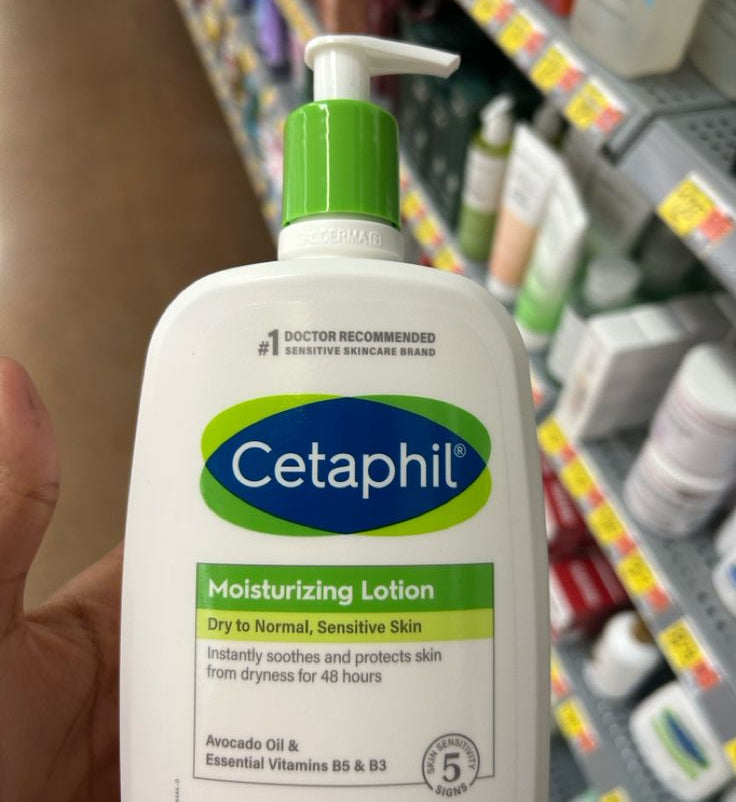 GALDERMA
#1 DOCTOR RECOMMENDED
SENSITIVE SKINCARE BRAND
Cetaphil®
Moisturizing Lotion
Dry to Normal, Sensitive Skin
Instantly soothes and protects skin
from dryness for 48 hours
Avocado Oil &
Essential Vitamins B5 & B3
SKIN SENSITIVITY
5
SIGNS